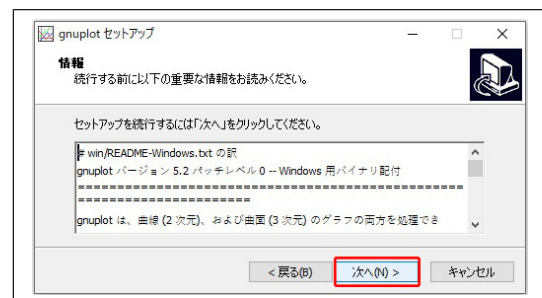 gnuplot セットアップ
情報
続行する前に以下の重要な情報をお読みください。
セットアップを続行するには「次へ」をクリックしてください。
# win/README-Windows.txt の訳
gnuplot バージョン 5.2 パッチレベル 0 -- Windows 用バイナリ配付
======================================================
========================
gnuplot は、曲線 (2 次元)、および曲面 (3 次元) のグラフの両方を処理でき
< 戻る(B) 次へ(N) > キャンセル